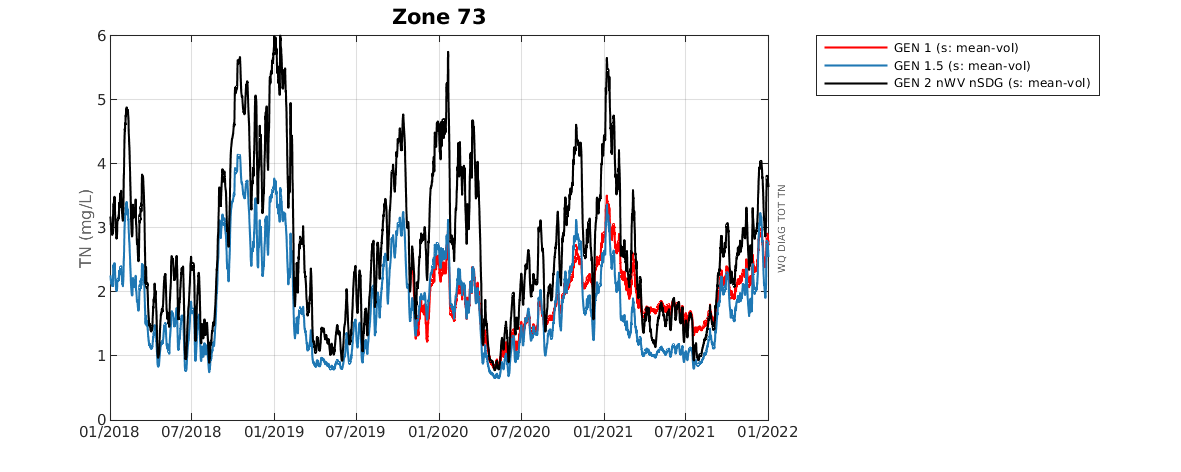 Zone 73
GEN 1 (s: mean-vol)
GEN 1.5 (s: mean-vol)
GEN 2 nWV nSDG (s: mean-vol)
TN (mg/L)
6
5
4
3
2
1
0
01/2018 07/2018 01/2019 07/2019 01/2020 07/2020 01/2021 07/2021 01/2022
WQ DIAG TOT TN